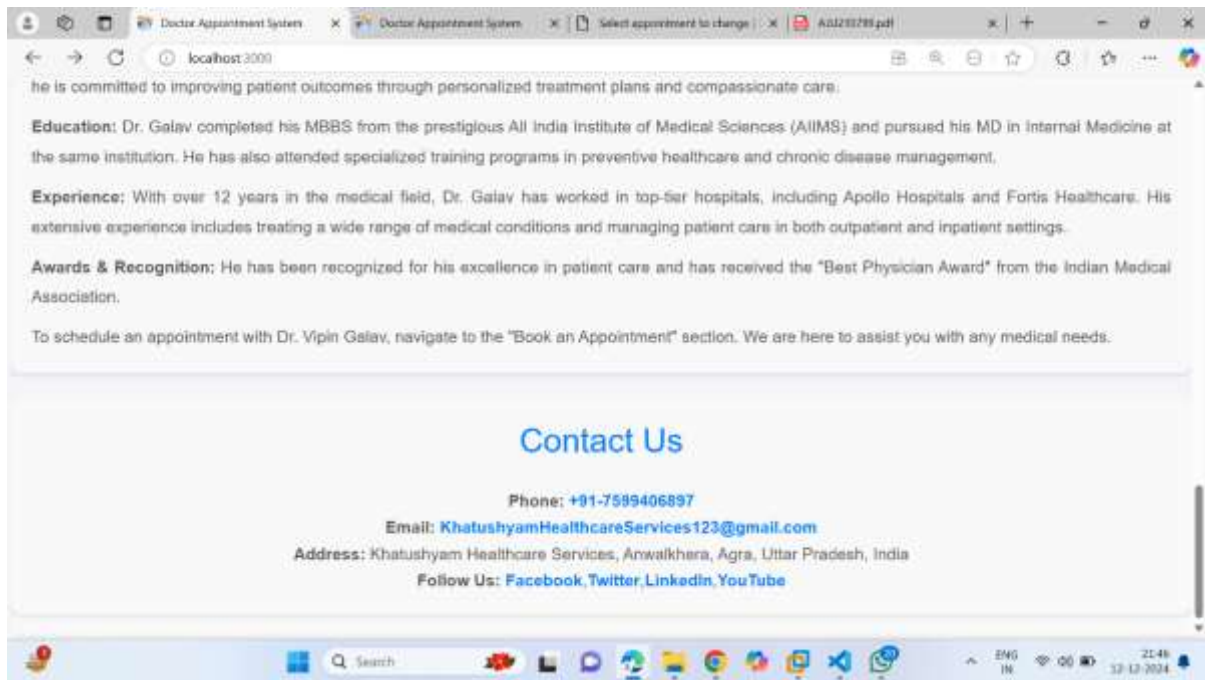 Doctor Appointment System
Doctor Appointment System
Select appointment to change |
localhost:3000
he is committed to improving patient outcomes through personalized treatment plans and compassionate care.
Education: Dr. Galav completed his MBBS from the prestigious All India Institute of Medical Sciences (AIIMS) and pursued his MD in Internal Medicine at
the same institution. He has also attended specialized training programs in preventive healthcare and chronic disease management.
Experience: With over 12 years in the medical field, Dr. Galav has worked in top-tier hospitals, including Apollo Hospitals and Fortis Healthcare. His
extensive experience includes treating a wide range of medical conditions and managing patient care in both outpatient and inpatient settings.
Awards & Recognition: He has been recognized for his excellence in patient care and has received the "Best Physician Award" from the Indian Medical
Association.
To schedule an appointment with Dr. Vipin Galav, navigate to the "Book an Appointment" section. We are here to assist you with any medical needs.
Contact Us
Phone: +91-7599406897
Email: KhatushyamHealthcareServices123@gmail.com
Address: Khatushyam Healthcare Services, Anwalkhera, Agra, Uttar Pradesh, India
Follow Us: Facebook,Twitter,LinkedIn,YouTube
Search
ENG
IN
21:46
12-12-2024